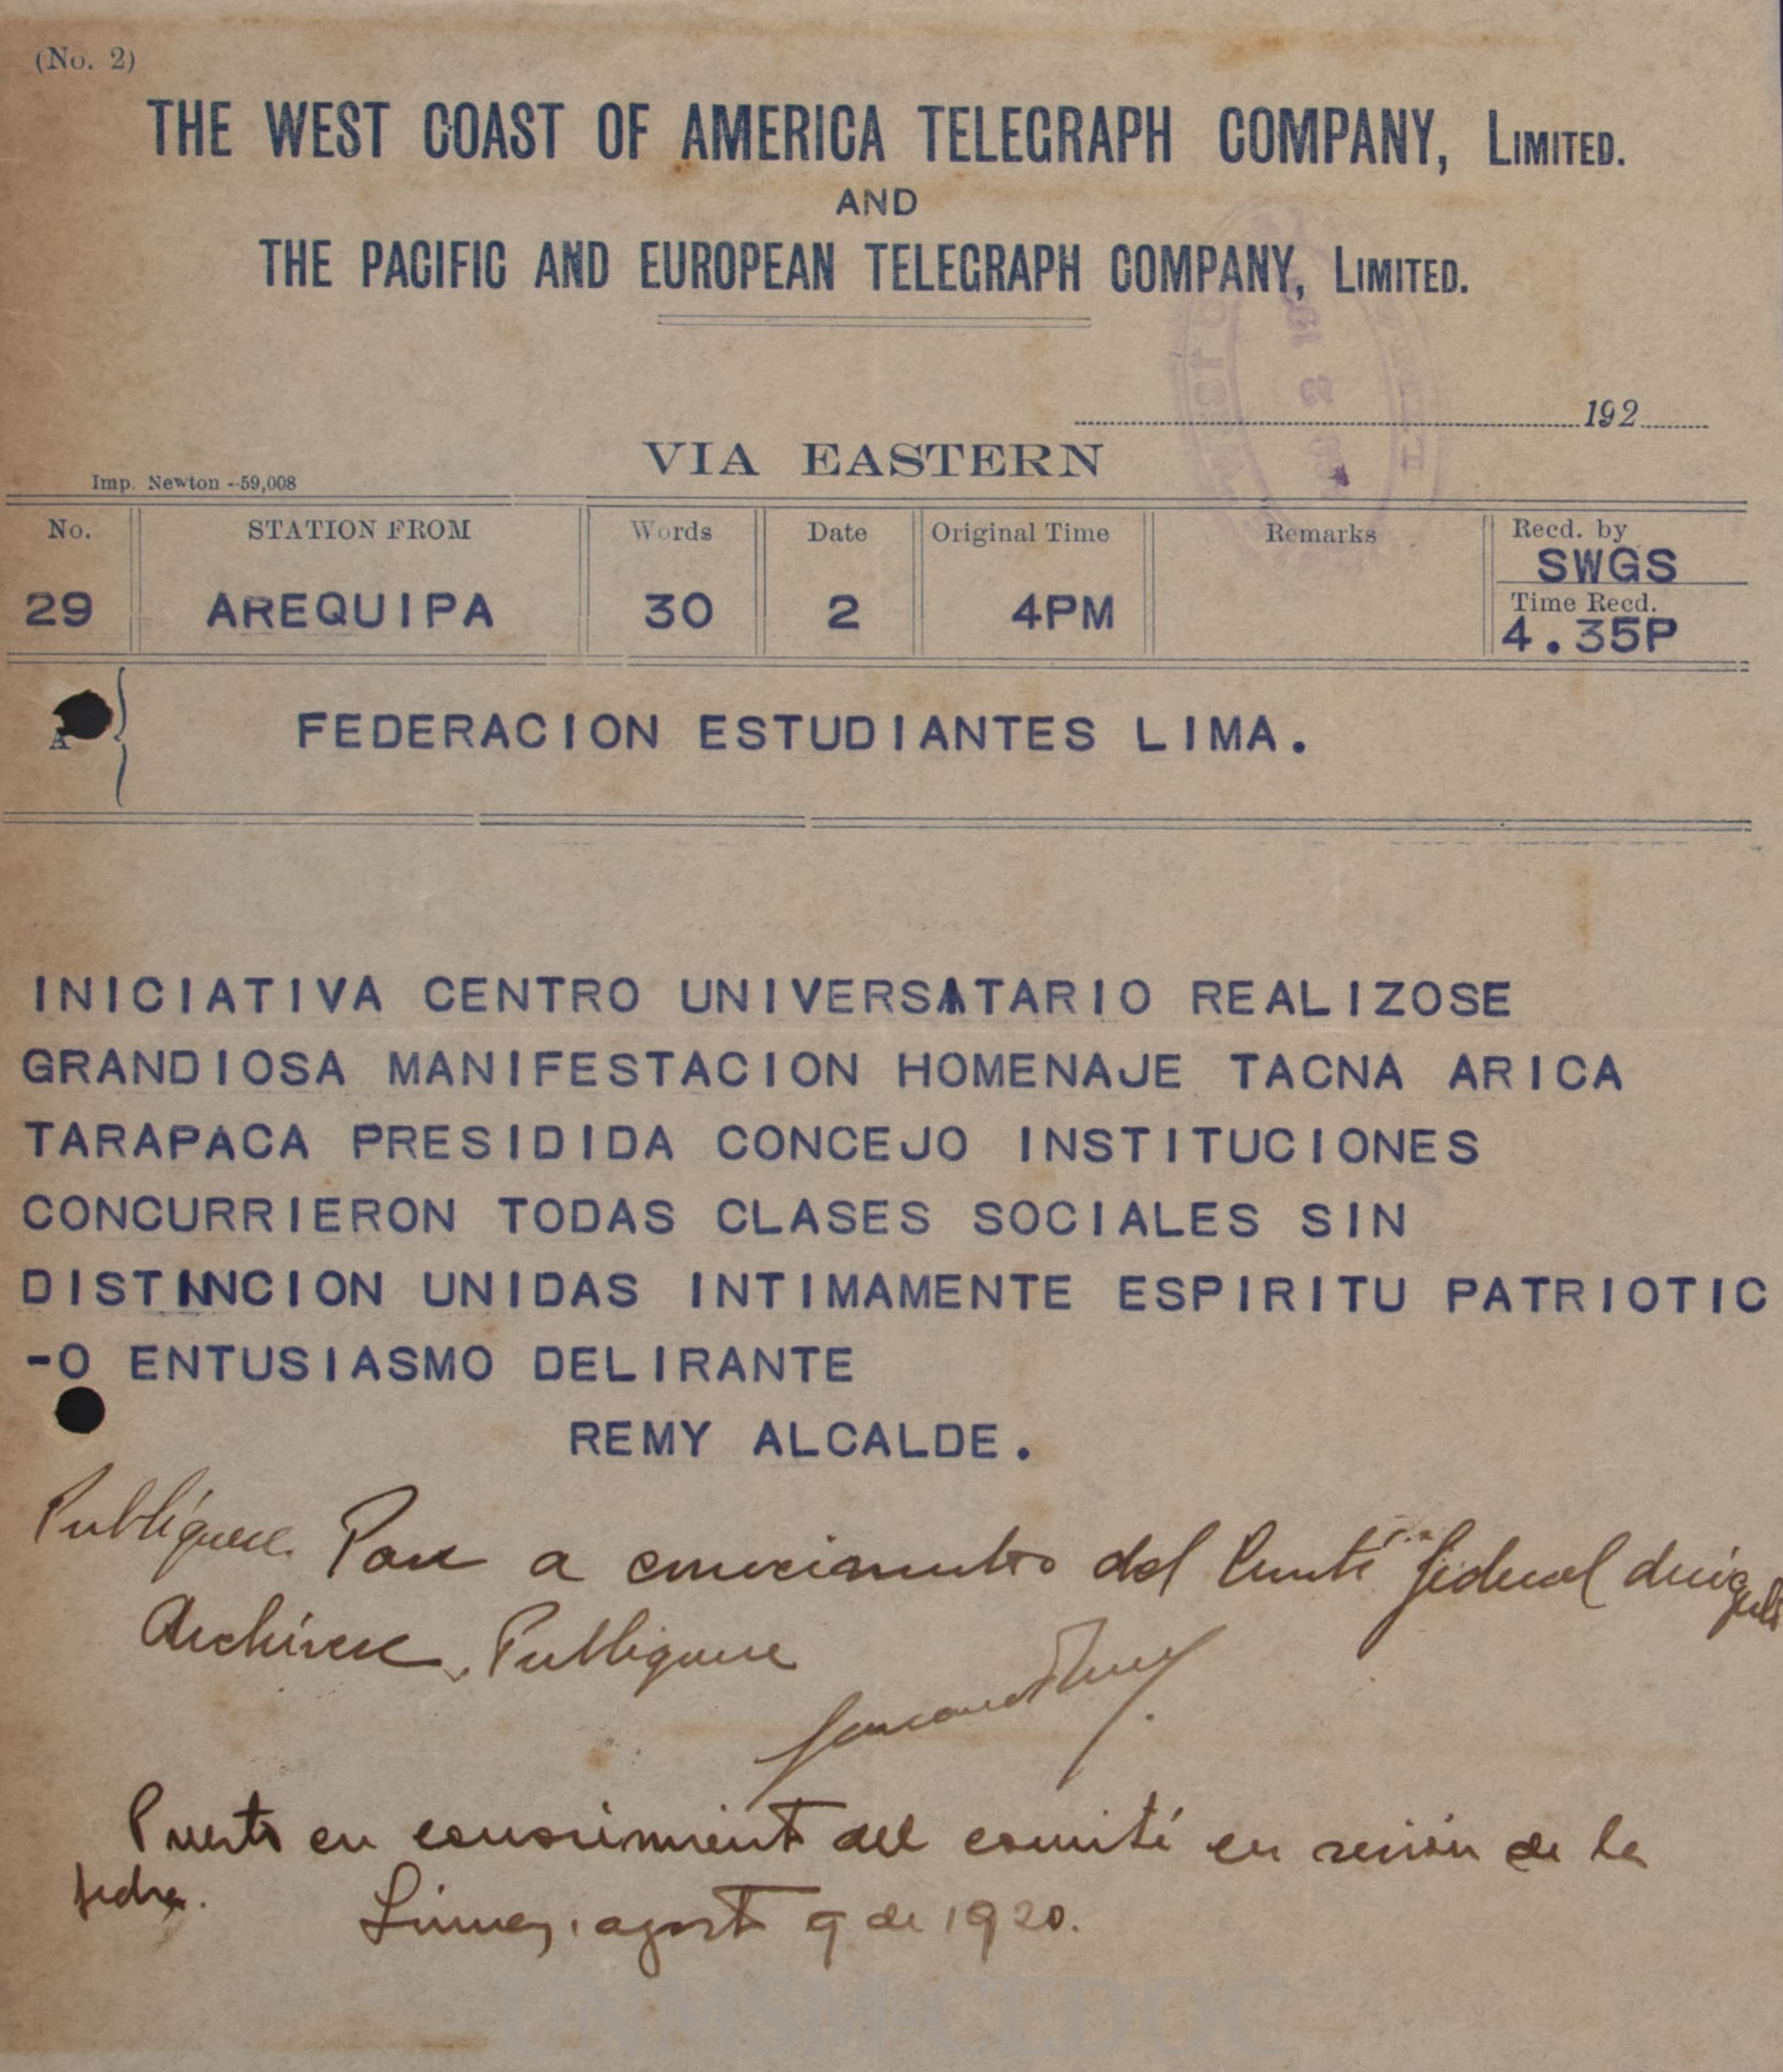 (No. 2)
THE WEST COAST OF AMERICA TELEGRAPH COMPANY, LIMITED.
AND
THE PACIFIC AND EUROPEAN TELEGRAPH COMPANY, LIMITED.
192
VIA EASTERN
Imp. Newton--59,008
No. STATION FROM Words Date Original Time Remarks Recd. by
SWGS
29 AREQUIPA 30 2 4PM Time Recd.
4.35P
FEDERACION ESTUDIANTES LIMA.
INICIATIVA CENTRO UNIVERSATARIO REALIZOSE
GRANDIOSA MANIFESTACION HOMENAJE TACNA ARICA
TARAPACA PRESIDIDA CONCEJO INSTITUCIONES
CONCURRIERON TODAS CLASES SOCIALES SIN
DISTINCION UNIDAS INTIMAMENTE ESPIRITU PATRIOTIC
-O ENTUSIASMO DELIRANTE
REMY ALCALDE.
Publíquese. Pase a conocimiento del Comité federal
Archívese, Publíquese
Puesto en conocimiento del comité en sesión de la
fecha.
Lima, agosto 9 de 1920.